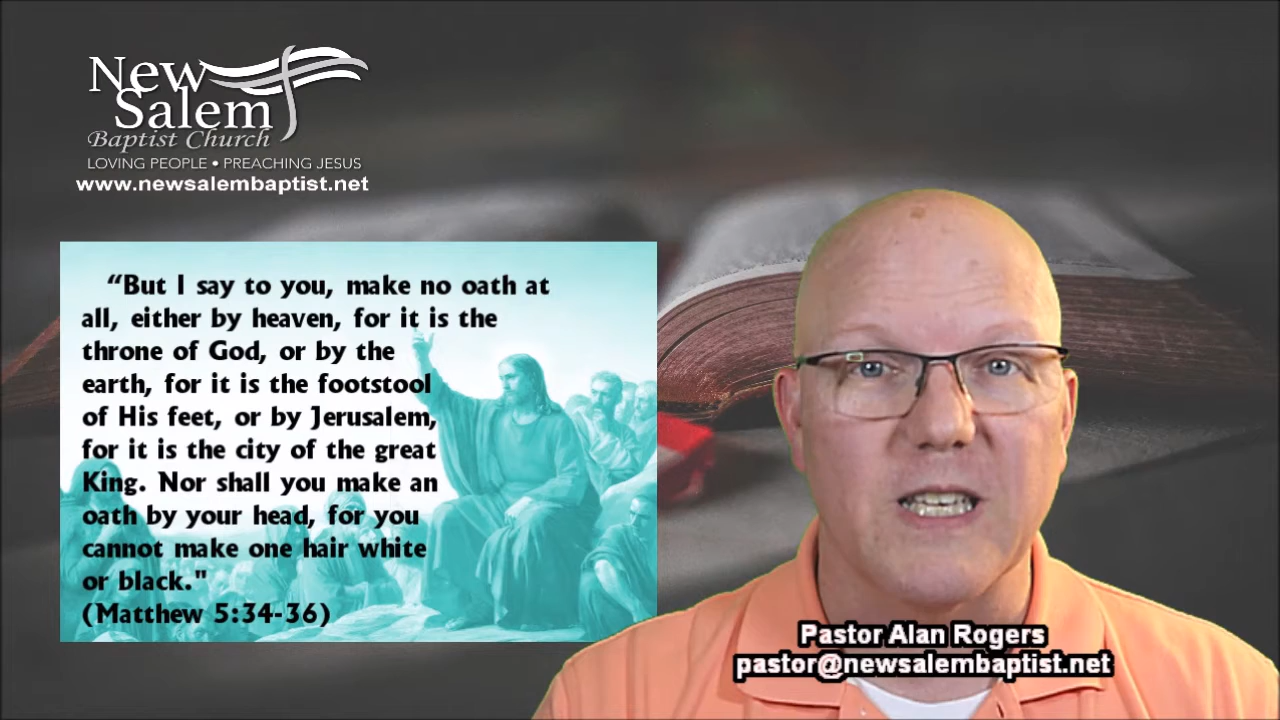 New
Salem
Baptist Church
LOVING PEOPLE • PREACHING JESUS
www.newsalembaptist.net
“But I say to you, make no oath at
all, either by heaven, for it is the
throne of God, or by the
earth, for it is the footstool
of His feet, or by Jerusalem,
for it is the city of the great
King. Nor shall you make an
oath by your head, for you
cannot make one hair white
or black."
(Matthew 5:34-36)
Pastor Alan Rogers
pastor@newsalembaptist.net